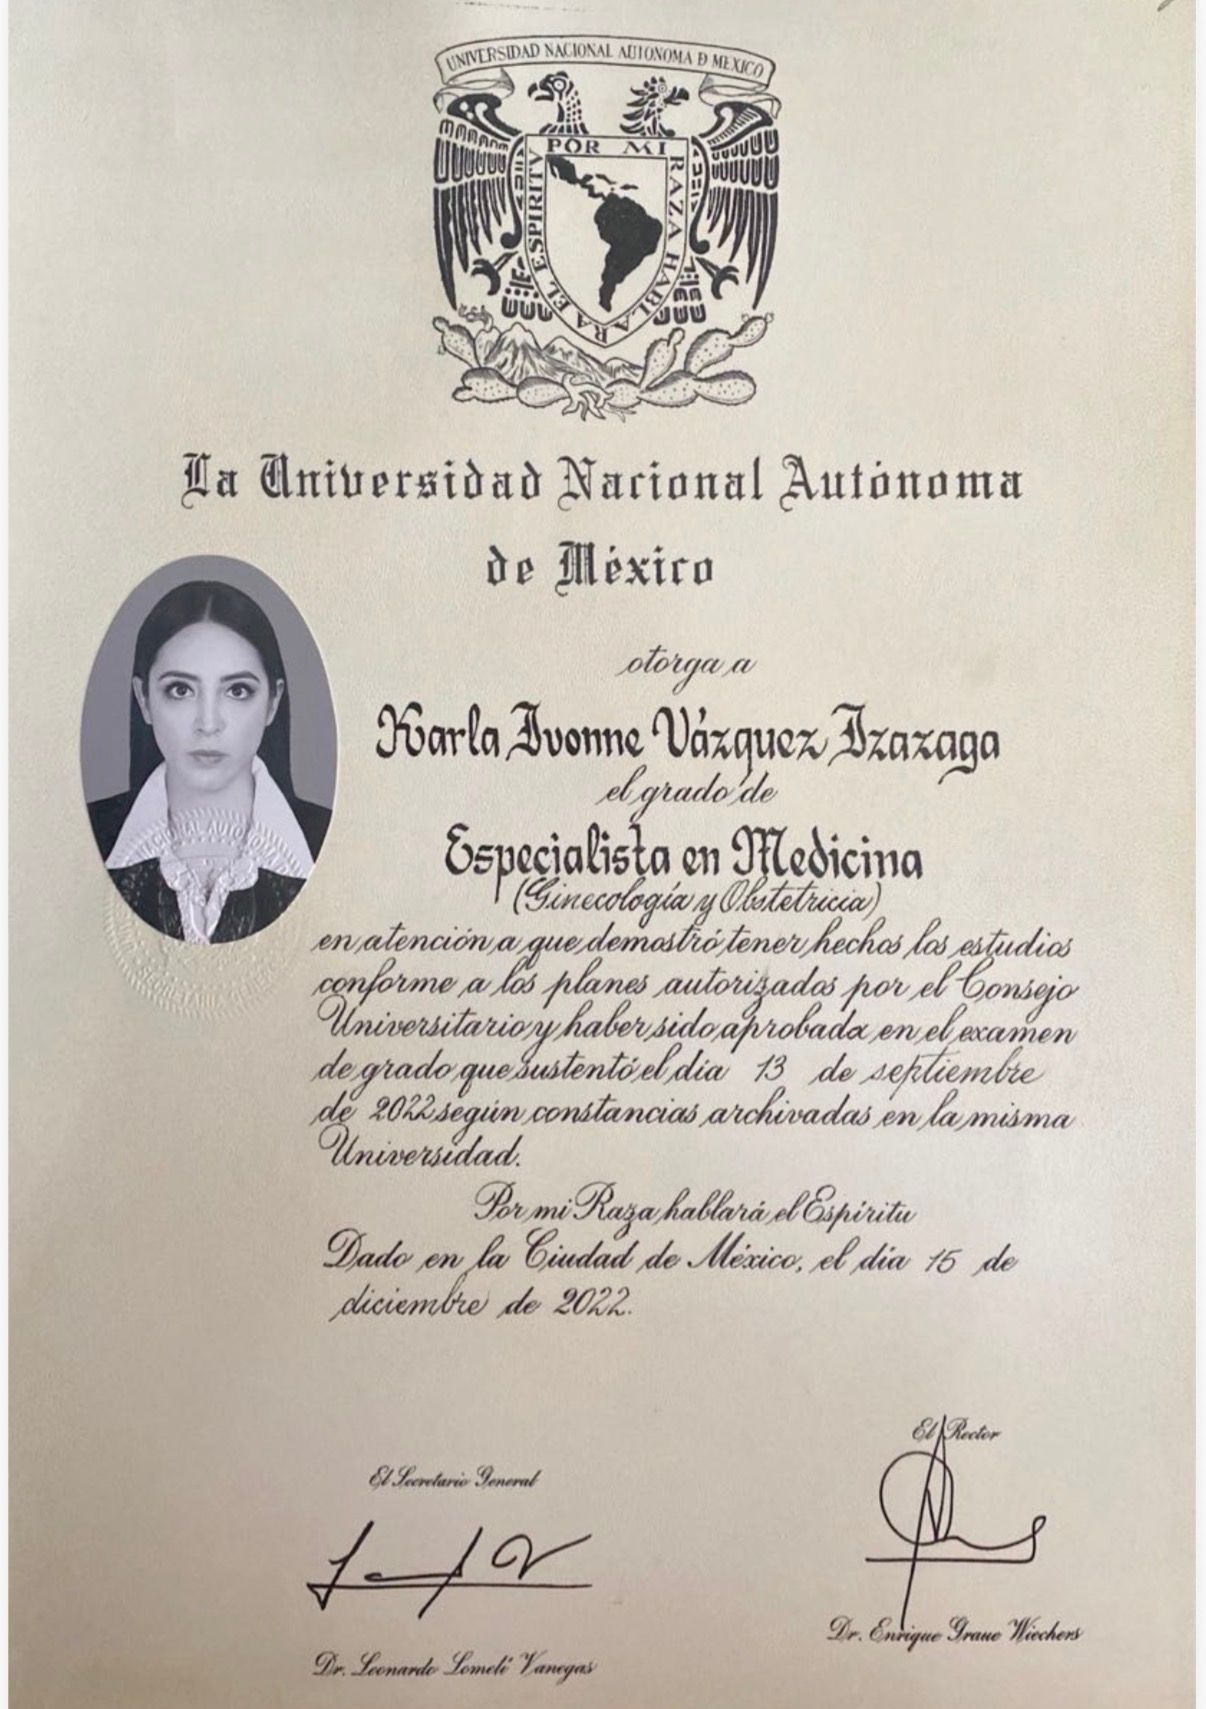 UNIVERSIDAD NACIONAL AUTONOMA D MEXICO
POR MI RAZA HABLARA EL ESPIRITU
La Universidad Nacional Autónoma
de México
otorga a
Karla Ivonne Vázquez Izazaga
el grado de
Especialista en Medicina
(Ginecología y Obstetricia)
en atención a que demostró tener hechos los estudios
conforme a los planes autorizados por el Consejo
Universitario y haber sido aprobada en el examen
de grado que sustentó el día 13 de septiembre
de 2022 según constancias archivadas en la misma
Universidad.
Por mi Raza hablará el Espíritu
Dado en la Ciudad de México, el día 15 de
diciembre de 2022.
El Rector
El Secretario General
Dr. Enrique Graue Wiechers
Dr. Leonardo Lomelí Vanegas
NACIONAL AUTONOMA
SECRETARIA